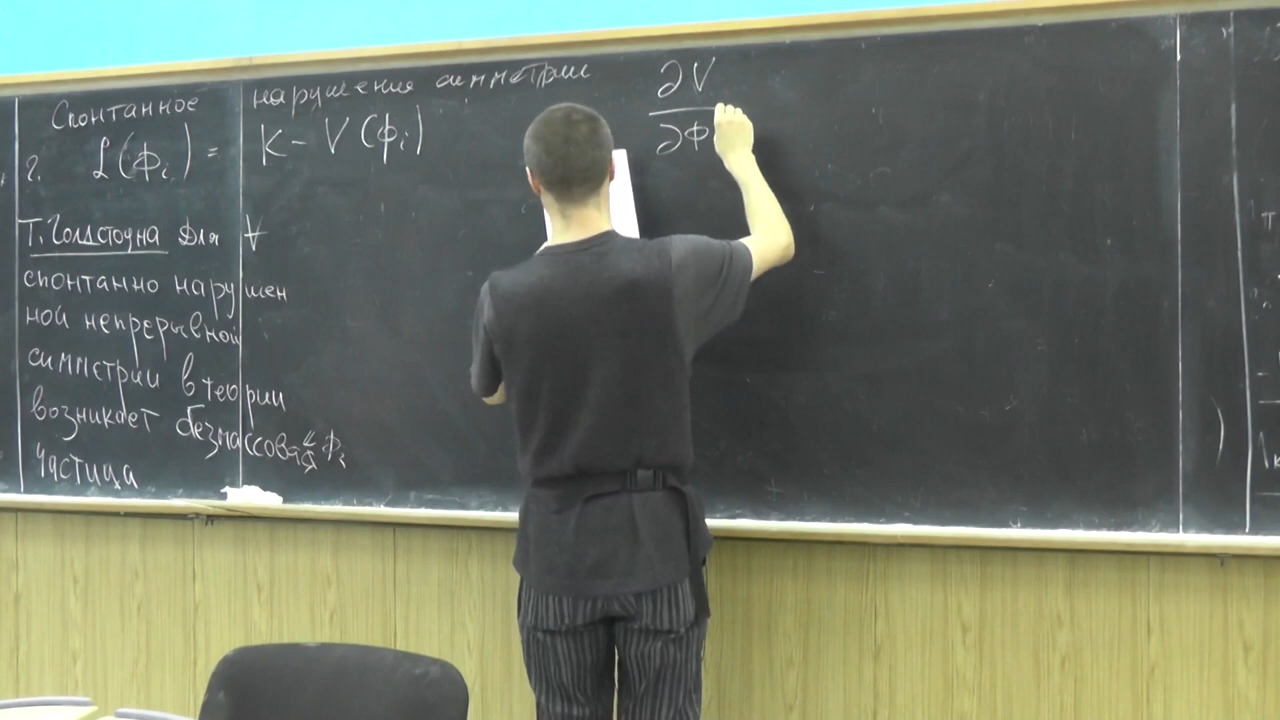 Спонтанное нарушение симметрии
2. L(ϕi) = K - V(ϕi)
Т. Голдстоуна Для ∀
спонтанно нарушен
ной непрерывной
симметрии в теории
возникает безмассовая
частица
∂V
∂ϕ